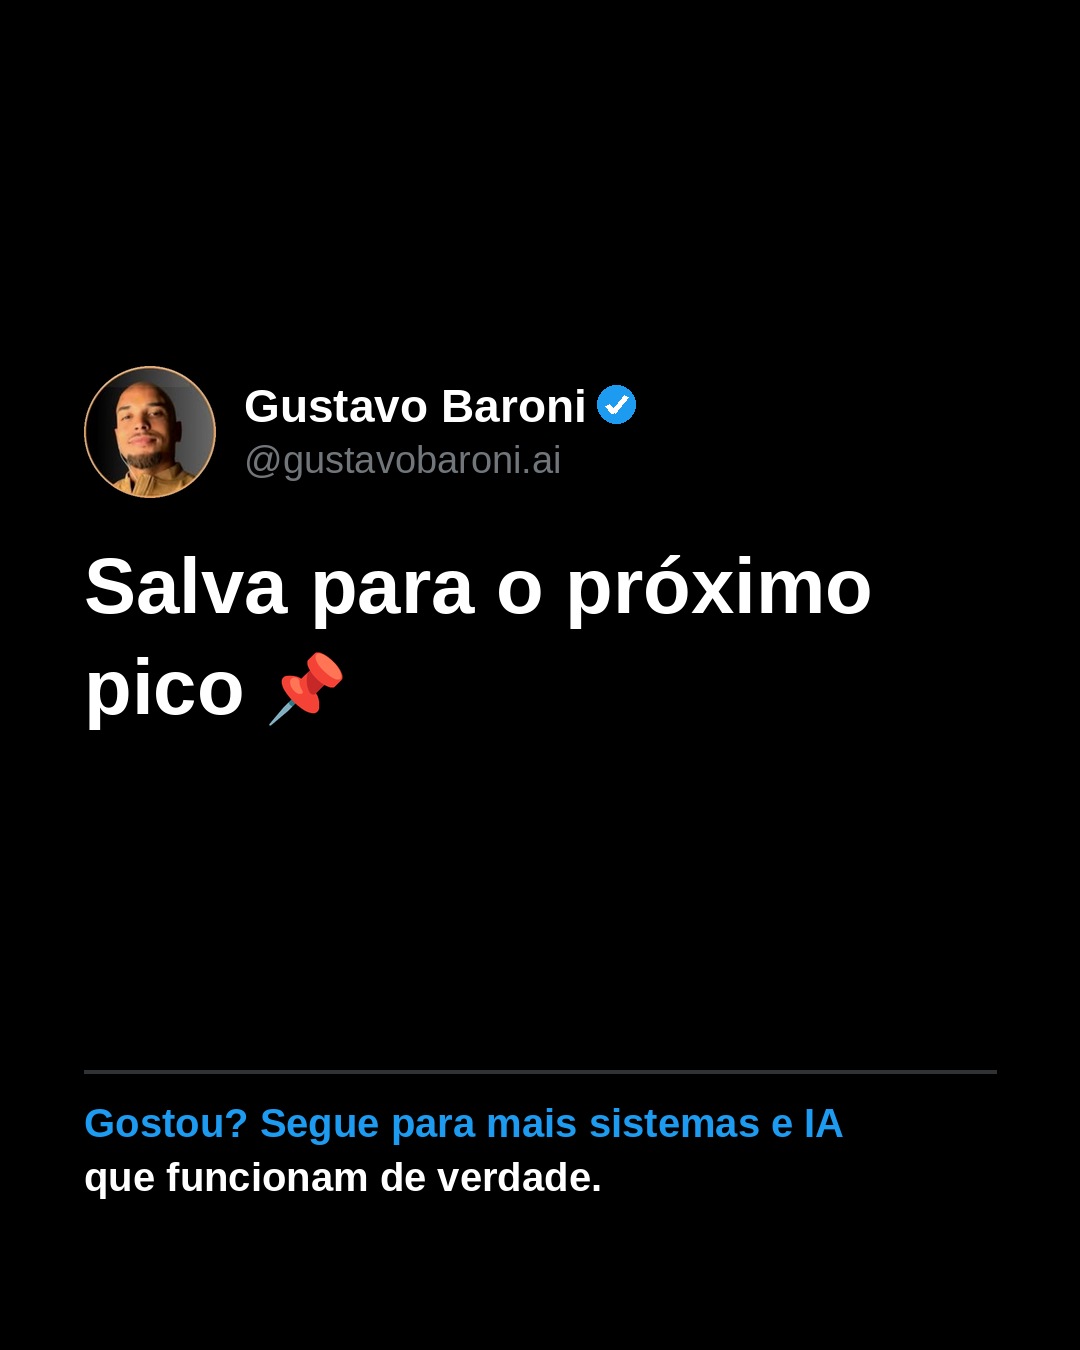 Gustavo Baroni
@gustavobaroni.ai
Salva para o próximo
pico 📌
Gostou? Segue para mais sistemas e IA
que funcionam de verdade.